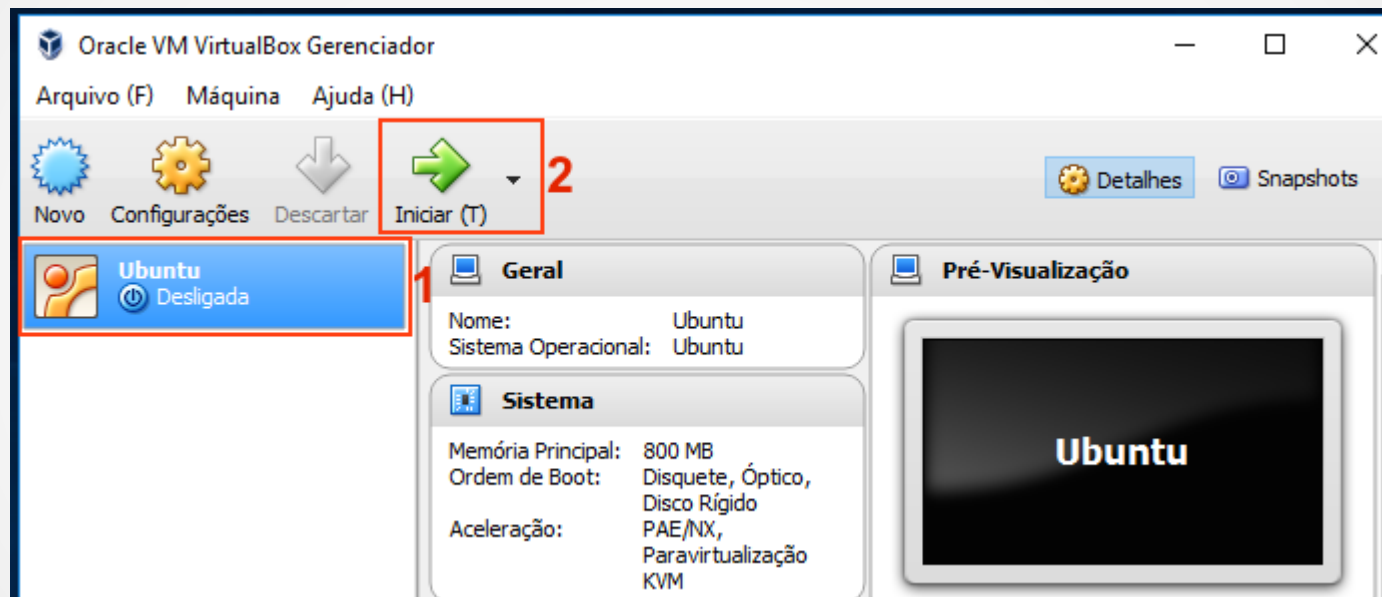 Oracle VM VirtualBox Gerenciador
Arquivo (F) Máquina Ajuda (H)
Novo Configurações Descartar Iniciar (T) 2 Detalhes Snapshots
Ubuntu
Desligada
1
Geral
Nome: Ubuntu
Sistema Operacional: Ubuntu
Sistema
Memória Principal: 800 MB
Ordem de Boot: Disquete, Óptico,
Disco Rígido
Aceleração: PAE/NX,
Paravirtualização
KVM
Pré-Visualização
Ubuntu